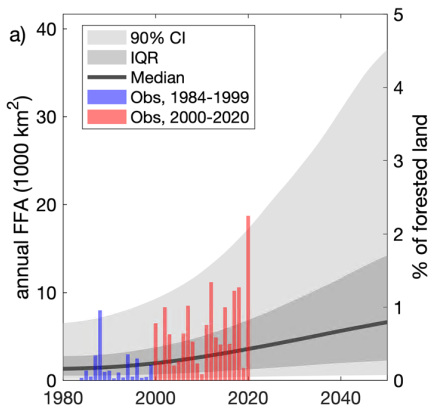 a)
90% CI
IQR
Median
Obs, 1984-1999
Obs, 2000-2020
annual FFA (1000 km²)
40
30
20
10
0
% of forested land
5
4
3
2
1
0
1980 2000 2020 2040